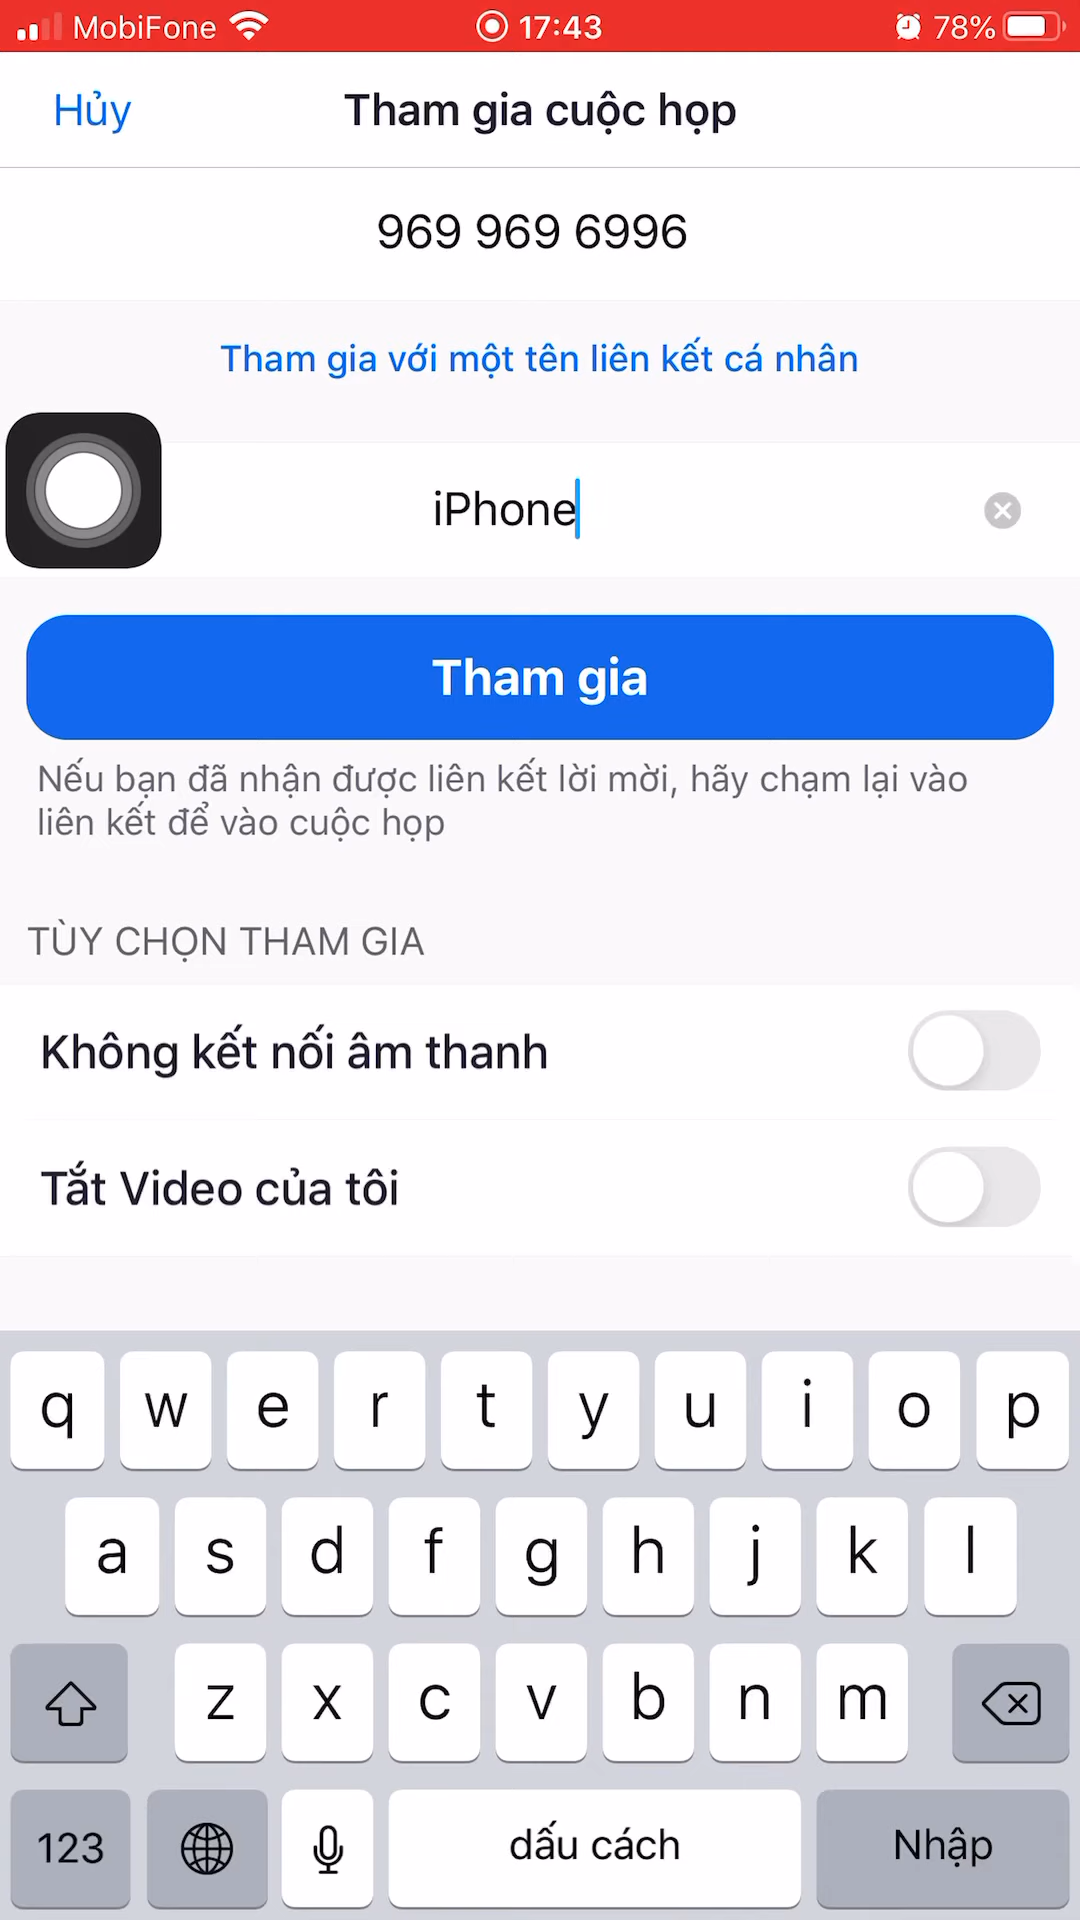 MobiFone 17:43 78%
Hủy Tham gia cuộc họp
969 969 6996
Tham gia với một tên liên kết cá nhân
iPhone
Tham gia
Nếu bạn đã nhận được liên kết lời mời, hãy chạm lại vào
liên kết để vào cuộc họp
TÙY CHỌN THAM GIA
Không kết nối âm thanh
Tắt Video của tôi
q w e r t y u i o p
a s d f g h j k l
z x c v b n m
123 dấu cách Nhập